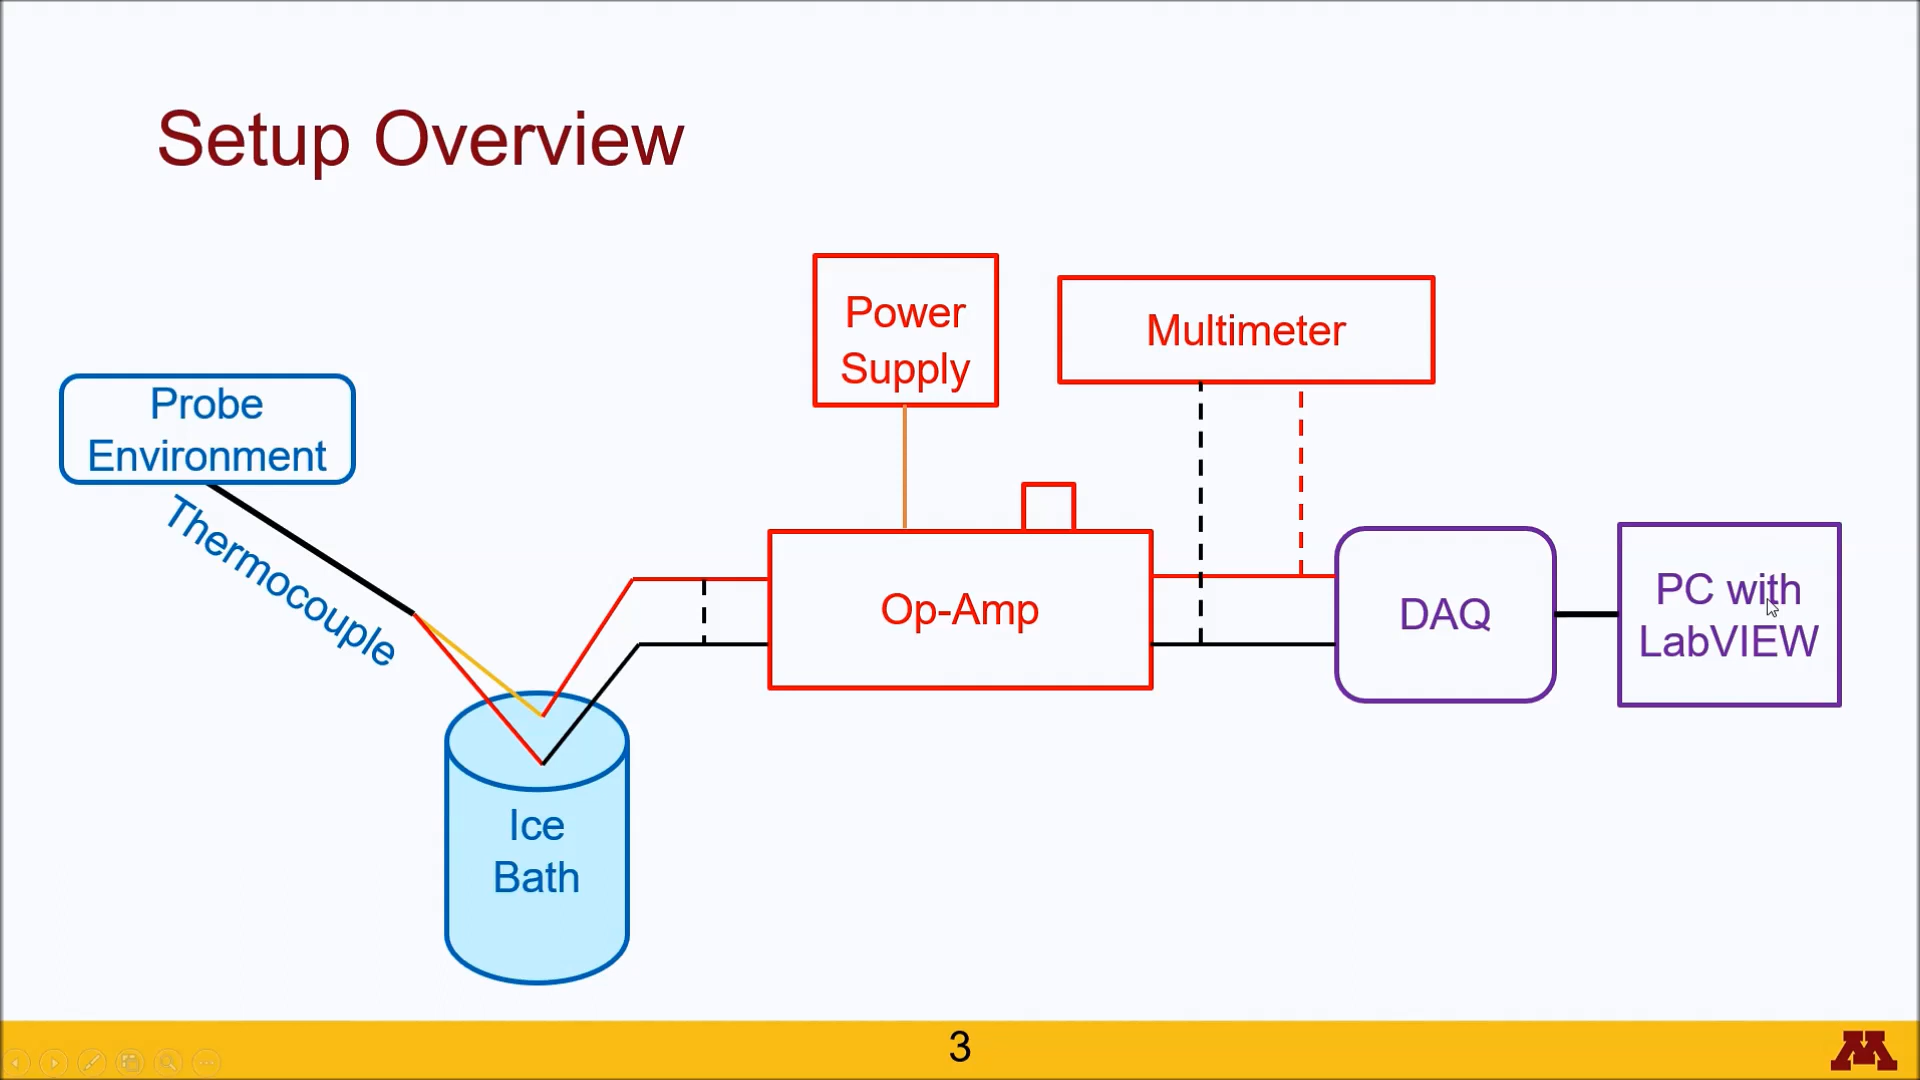 Setup Overview
Power
Supply
Multimeter
Probe
Environment
Thermocouple
Op-Amp
DAQ
PC with
LabVIEW
Ice
Bath
3
M